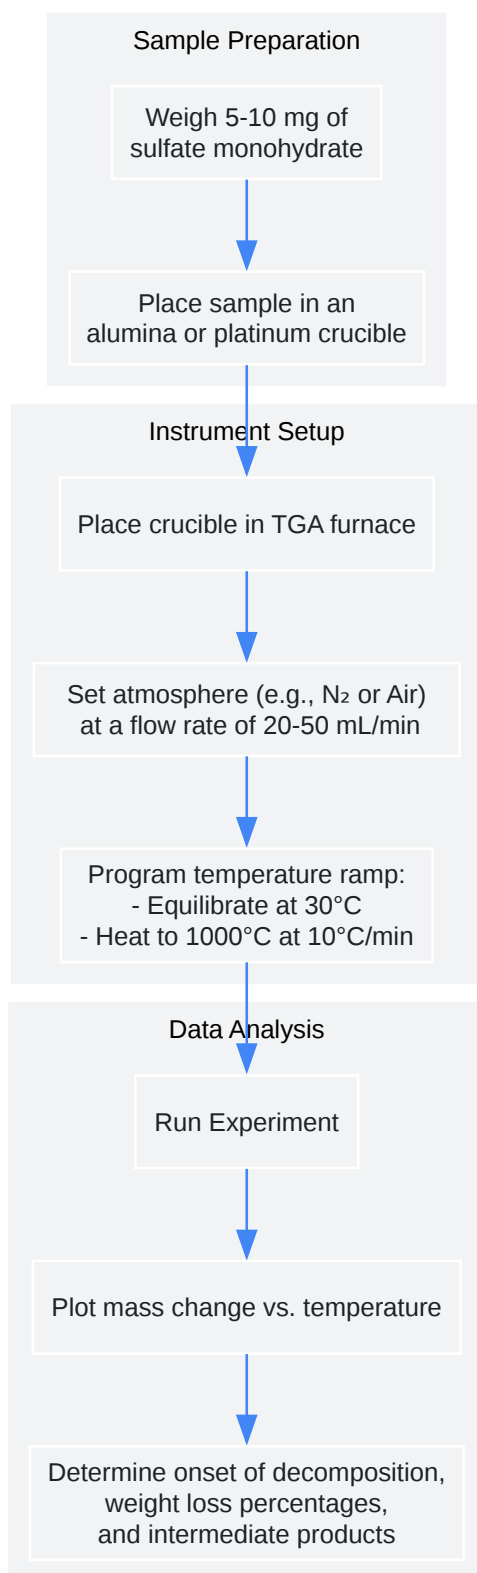 Sample Preparation
Weigh 5-10 mg of
sulfate monohydrate
Place sample in an
alumina or platinum crucible
Instrument Setup
Place crucible in TGA furnace
Set atmosphere (e.g., N₂ or Air)
at a flow rate of 20-50 mL/min
Program temperature ramp:
- Equilibrate at 30°C
- Heat to 1000°C at 10°C/min
Data Analysis
Run Experiment
Plot mass change vs. temperature
Determine onset of decomposition,
weight loss percentages,
and intermediate products